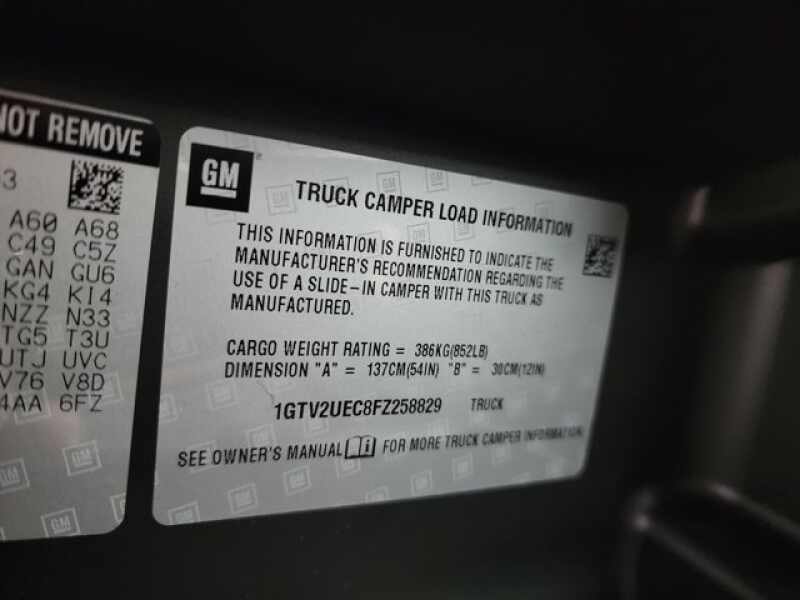 NOT REMOVE
3
A60 A68
C49 C5Z
GAN GU6
KG4 KI4
NZZ N33
TG5 T3U
UTJ UVC
V76 V8D
4AA 6FZ
GM
TRUCK CAMPER LOAD INFORMATION
THIS INFORMATION IS FURNISHED TO INDICATE THE
MANUFACTURER'S RECOMMENDATION REGARDING THE
USE OF A SLIDE-IN CAMPER WITH THIS TRUCK AS
MANUFACTURED.
CARGO WEIGHT RATING = 386KG(852LB)
DIMENSION "A" = 137CM(54IN) "B" = 30CM(12IN)
1GTV2UEC8FZ258829 TRUCK
SEE OWNER'S MANUAL FOR MORE TRUCK CAMPER INFORMATION